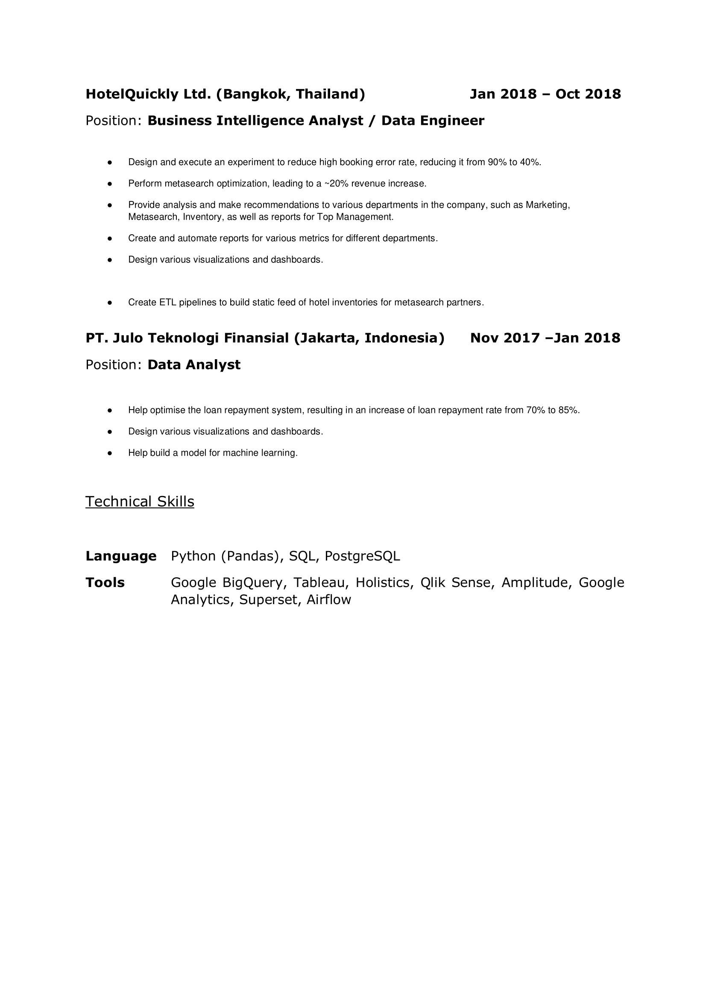 HotelQuickly Ltd. (Bangkok, Thailand) Jan 2018 – Oct 2018
Position: Business Intelligence Analyst / Data Engineer
● Design and execute an experiment to reduce high booking error rate, reducing it from 90% to 40%.
● Perform metasearch optimization, leading to a ~20% revenue increase.
● Provide analysis and make recommendations to various departments in the company, such as Marketing,
Metasearch, Inventory, as well as reports for Top Management.
● Create and automate reports for various metrics for different departments.
● Design various visualizations and dashboards.
● Create ETL pipelines to build static feed of hotel inventories for metasearch partners.
PT. Julo Teknologi Finansial (Jakarta, Indonesia) Nov 2017 –Jan 2018
Position: Data Analyst
● Help optimise the loan repayment system, resulting in an increase of loan repayment rate from 70% to 85%.
● Design various visualizations and dashboards.
● Help build a model for machine learning.
Technical Skills
Language Python (Pandas), SQL, PostgreSQL
Tools Google BigQuery, Tableau, Holistics, Qlik Sense, Amplitude, Google
Analytics, Superset, Airflow